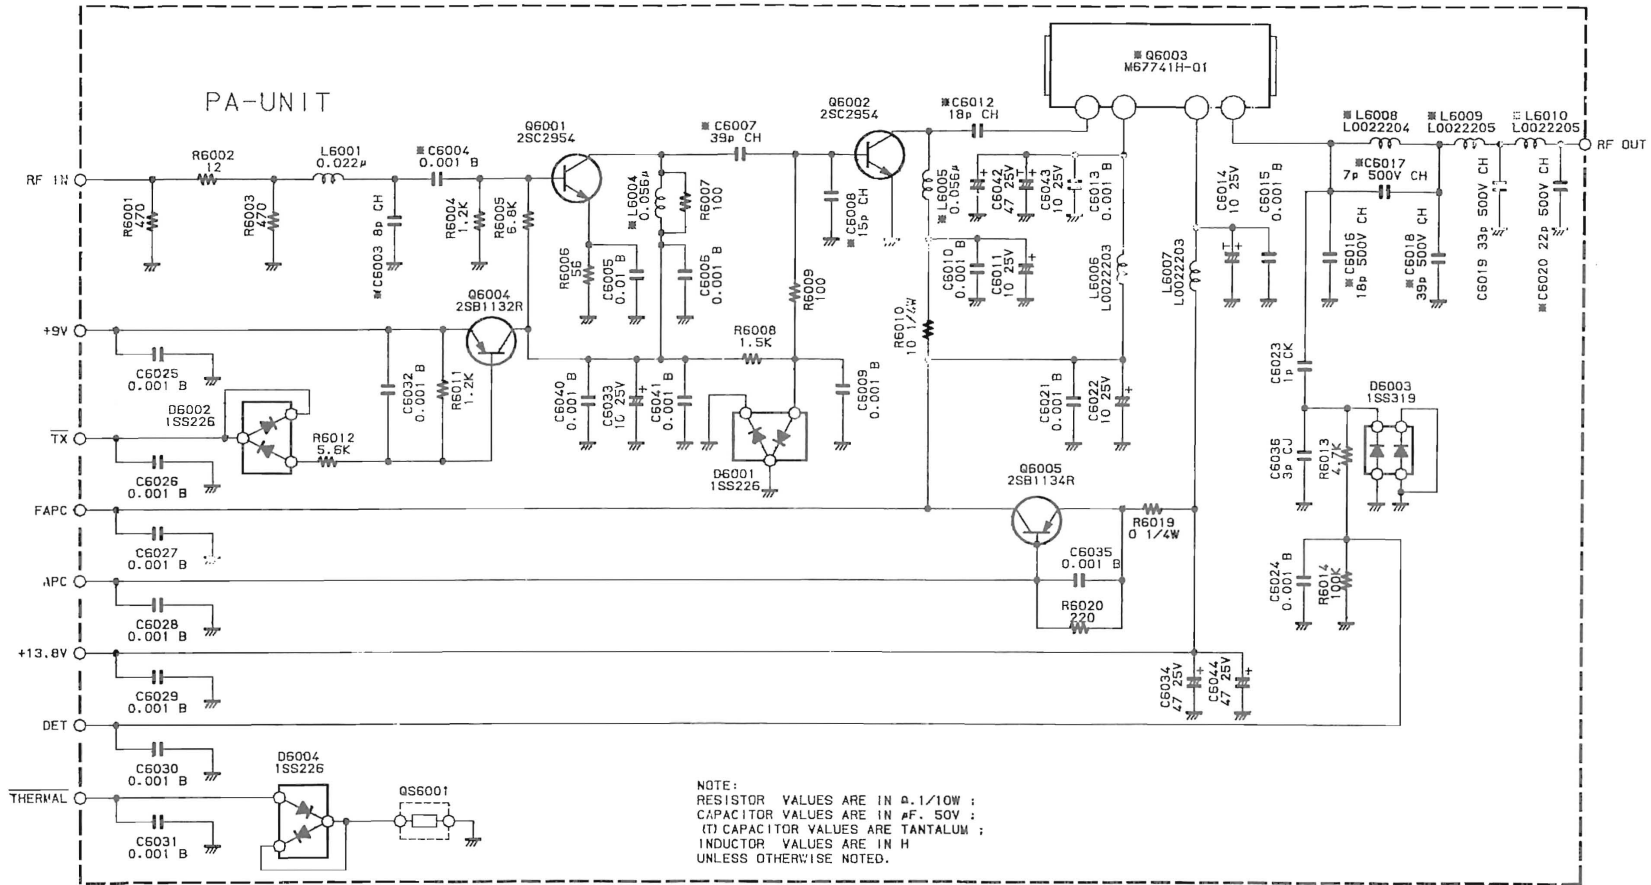 PA-UNIT
※Q6003
M67741H-01
RF IN
R6001
470
R6002
12
R6003
470
L6001
0.022µ
※C6003 8p CH
※C6004
0.001 B
R6004
1.2K
R6005
6.8K
Q6001
2SC2954
R6006
56
C6005
0.01 B
※L6004
0.056µ
R6007
100
C6006
0.001 B
※C6007
39p CH
R6009
100
Q6002
2SC2954
※C6008
15p CH
※C6012
18p CH
※L6005
0.056µ
C6042
47 25V
+
T
C6043
10 25V
+
C6013
0.001 B
C6010
0.001 B
C6011
10 25V
+
R6010
10 1/4W
L6006
L0022203
L6007
L0022203
C6014
10 25V
T
+
C6015
0.001 B
※L6008
L0022204
※L6009
L0022205
※L6010
L0022205
RF OUT
※C6017
7p 500V CH
※C6016
18p 500V CH
※C6018
39p 500V CH
C6019 33p 500V CH
※C6020 22p 500V CH
+9V
C6025
0.001 B
Q6004
2SB1132R
C6032
0.001 B
R6011
1.2K
D6002
1SS226
R6012
5.6K
TX
C6026
0.001 B
C6040
0.001 B
C6033
10 25V
+
C6041
0.001 B
R6008
1.5K
C6009
0.001 B
D6001
1SS226
C6021
0.001 B
C6022
10 25V
+
C6023
1p CK
D6003
1SS319
C6036
3p CJ
R6013
4.7K
C6024
0.001 B
R6014
100K
FAPC
C6027
0.001 B
Q6005
2SB1134R
R6019
0 1/4W
C6035
0.001 B
R6020
220
APC
C6028
0.001 B
+13.8V
C6029
0.001 B
C6034
47 25V
+
C6044
47 25V
+
DET
C6030
0.001 B
THERMAL
C6031
0.001 B
D6004
1SS226
QS6001
NOTE:
RESISTOR VALUES ARE IN Ω.1/10W ;
CAPACITOR VALUES ARE IN µF. 50V ;
(T) CAPACITOR VALUES ARE TANTALUM ;
INDUCTOR VALUES ARE IN H
UNLESS OTHERWISE NOTED.